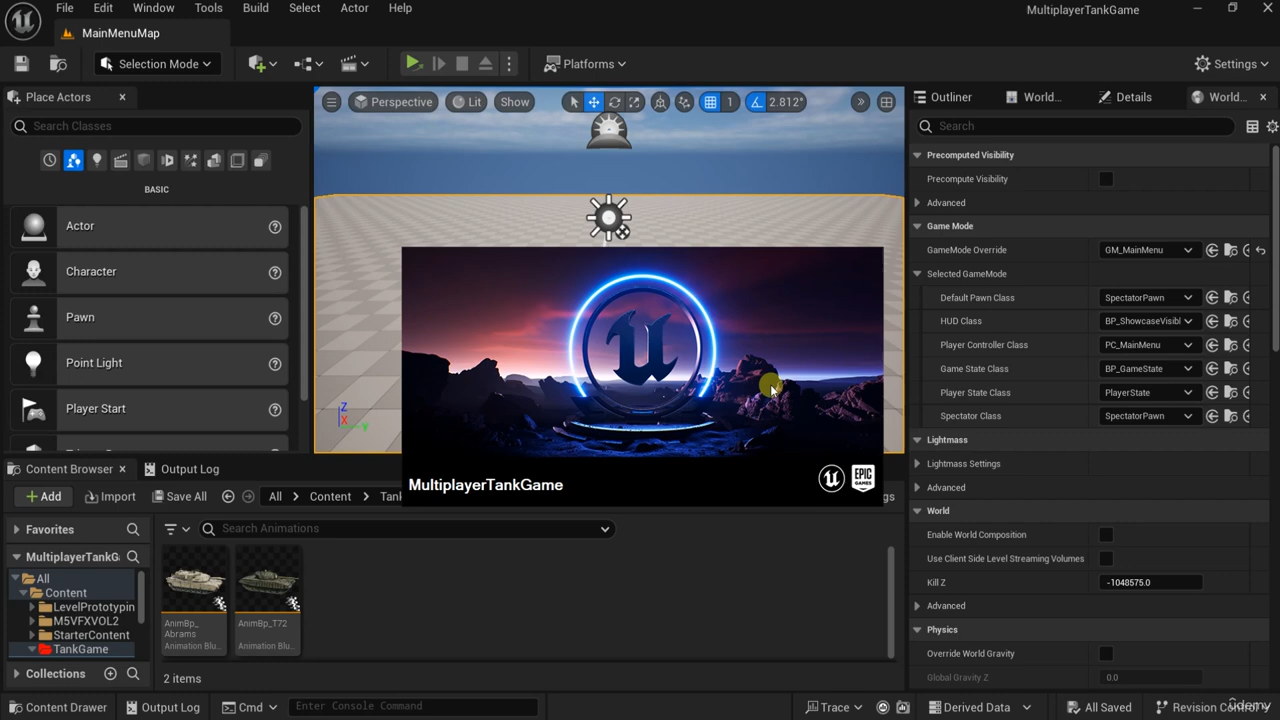 File Edit Window Tools Build Select Actor Help
MultiplayerTankGame
MainMenuMap
Selection Mode
Platforms
Settings
Place Actors
Search Classes
BASIC
Actor
Character
Pawn
Point Light
Player Start
Perspective Lit Show
1 2.812°
Z
X
Y
MultiplayerTankGame
EPIC
GAMES
Outliner World... Details World...
Search
Precomputed Visibility
Precompute Visibility
Advanced
Game Mode
GameMode Override GM_MainMenu
Selected GameMode
Default Pawn Class SpectatorPawn
HUD Class BP_ShowcaseVisibl
Player Controller Class PC_MainMenu
Game State Class BP_GameState
Player State Class PlayerState
Spectator Class SpectatorPawn
Lightmass
Lightmass Settings
Advanced
World
Enable World Composition
Use Client Side Level Streaming Volumes
Kill Z -1048575.0
Advanced
Physics
Override World Gravity
Global Gravity Z 0.0
Content Browser Output Log
Add Import Save All All Content
Favorites
Search Animations
MultiplayerTankG
All
Content
LevelPrototypin
M5VFXVOL2
StarterContent
TankGame
Collections
AnimBp_
Abrams
Animation Blu...
AnimBp_T72
Animation Blu...
2 items
Content Drawer Output Log Cmd Enter Console Command
Trace Derived Data All Saved Revision
Udemy